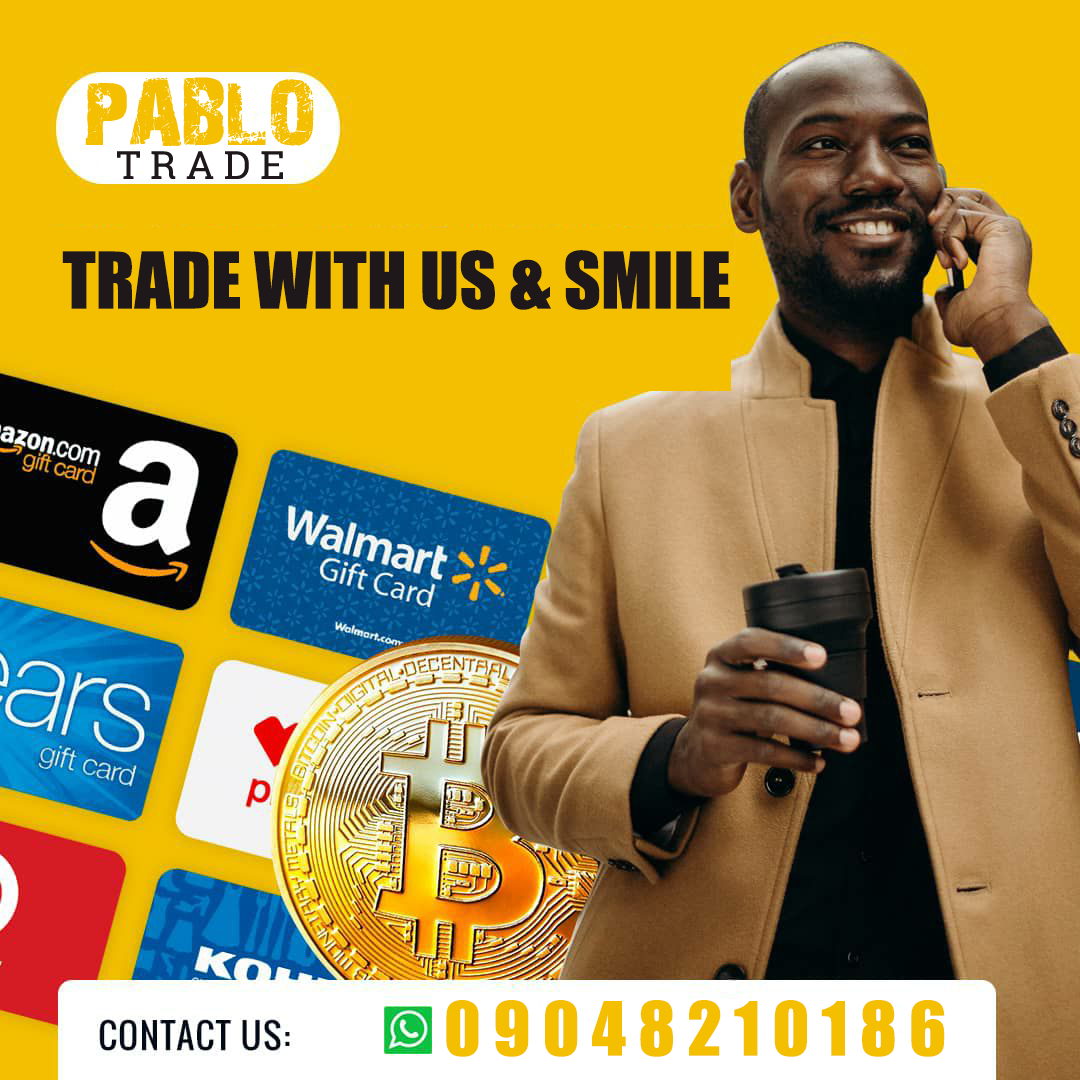 PABLO
TRADE
TRADE WITH US & SMILE
azon.com
gift card
a
Walmart
Gift Card
Walmart.com
ears
gift card
BITCOIN • DIGITAL • DECENTRAL
METALS
KOH
CONTACT US:
09048210186